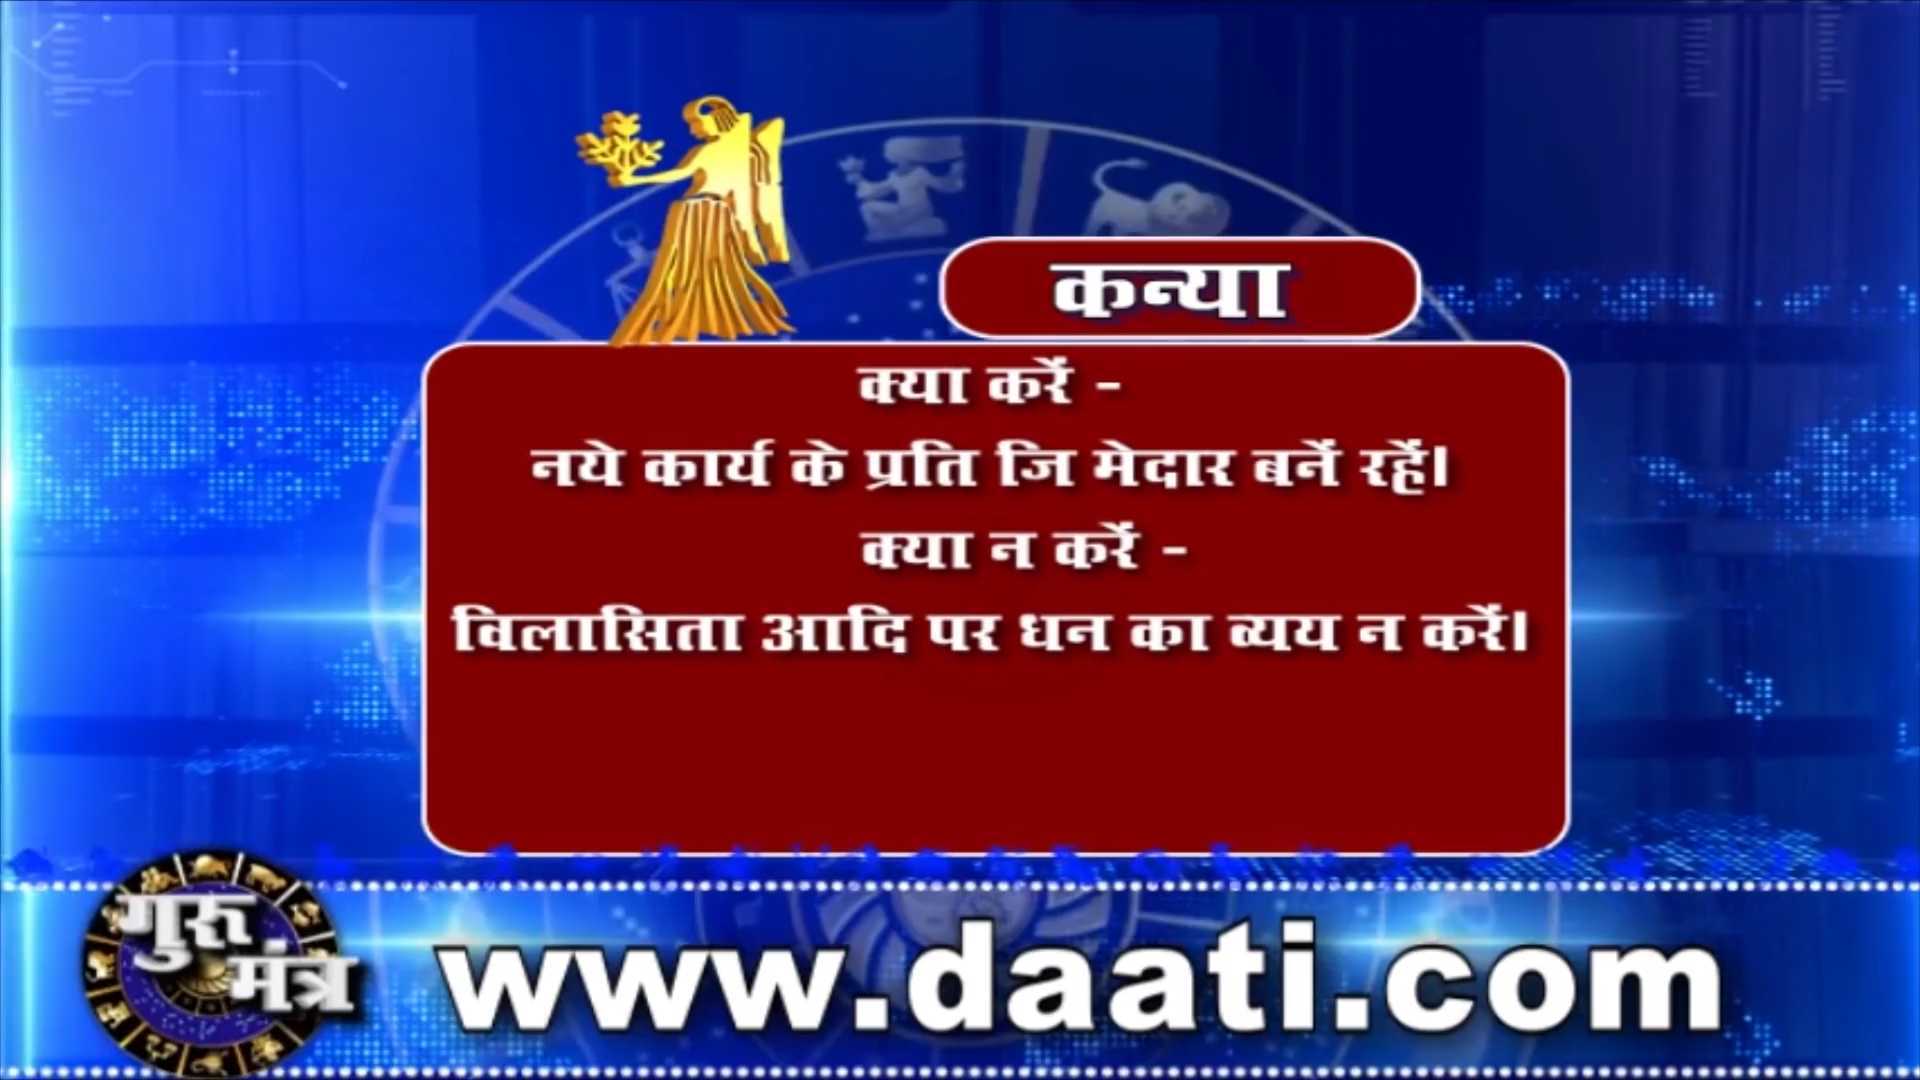 कन्या
क्या करें -
नये कार्य के प्रति जि मेदार बनें रहें।
क्या न करें -
विलासिता आदि पर धन का व्यय न करें।
गुरु
मंत्र
www.daati.com